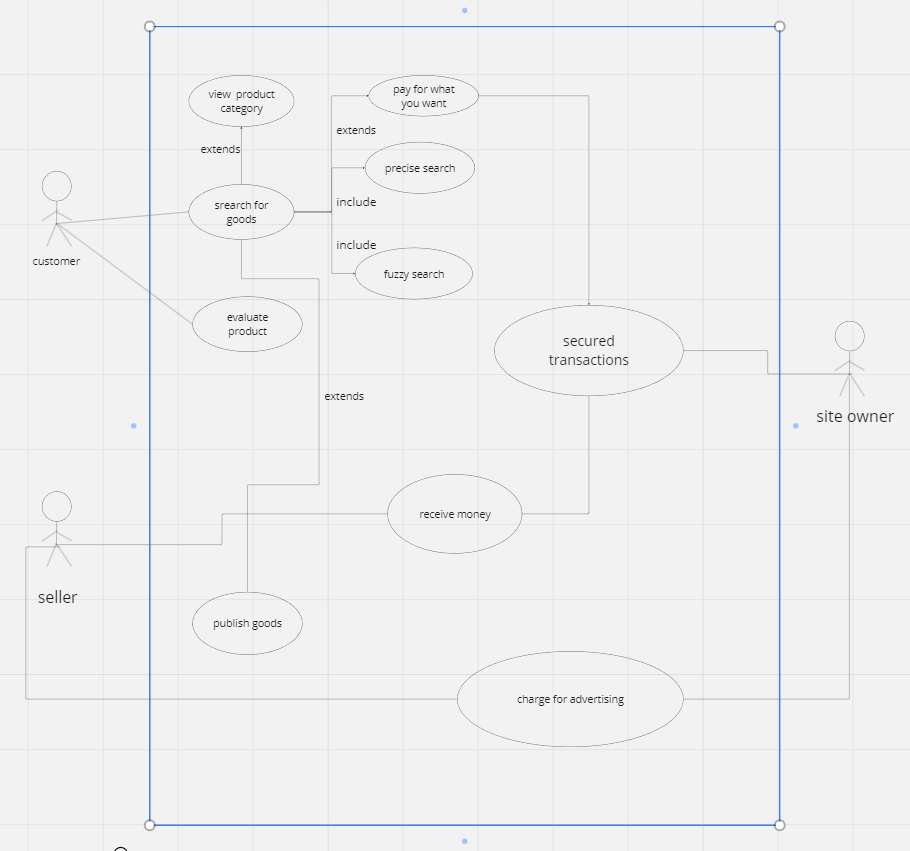 view product
category
pay for what
you want
extends
extends
precise search
srearch for
goods
include
include
customer
fuzzy search
evaluate
product
secured
transactions
extends
site owner
receive money
seller
publish goods
charge for advertising